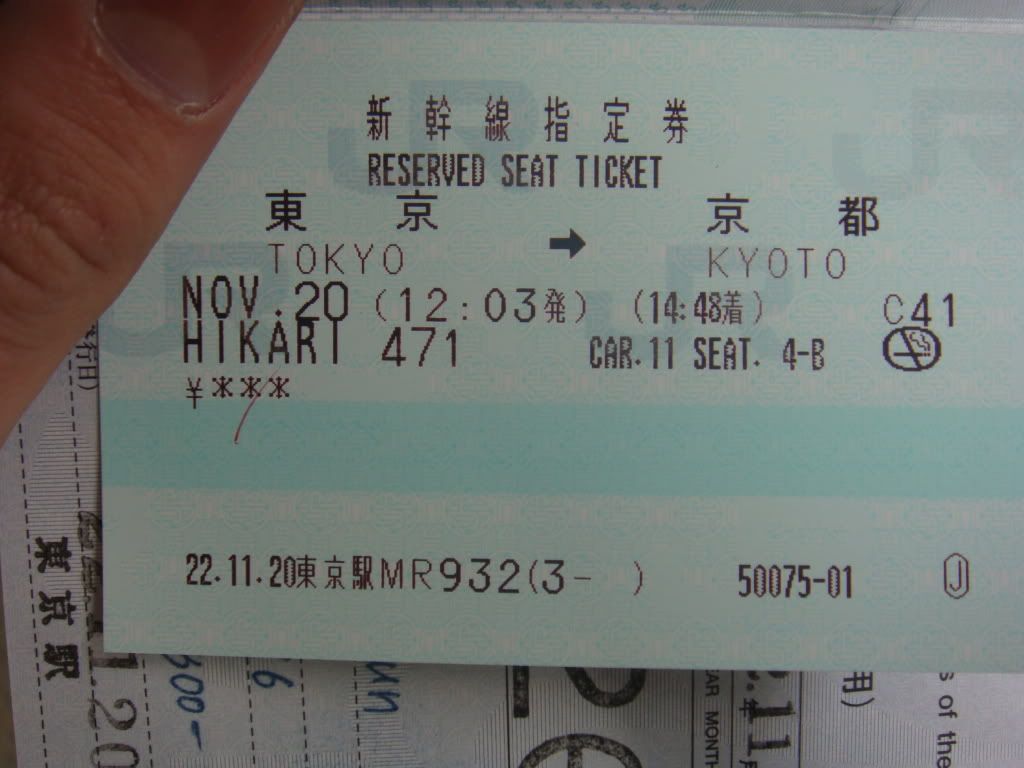 新幹線指定券
RESERVED SEAT TICKET
東京 → 京都
TOKYO KYOTO
NOV.20 (12:03発) (14:48着) C41
HIKARI 471 CAR.11 SEAT. 4-B
¥***
22.11.20東京駅MR932(3- ) 50075-01 J
東京駅